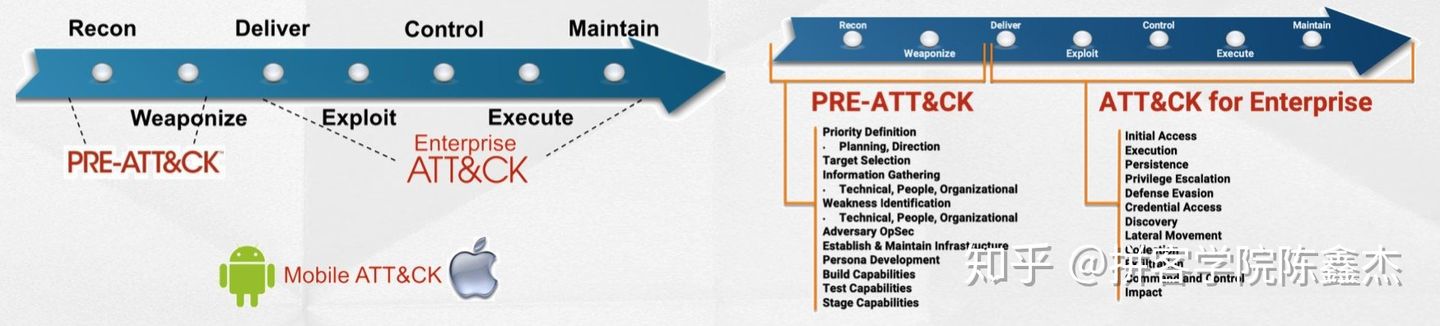 Recon
Deliver
Control
Maintain
Weaponize
Exploit
Execute
PRE-ATT&CK™
Enterprise
ATT&CK
Mobile ATT&CK
Recon
Deliver
Control
Maintain
Weaponize
Exploit
Execute
PRE-ATT&CK
Priority Definition
· Planning, Direction
Target Selection
Information Gathering
· Technical, People, Organizational
Weakness Identification
· Technical, People, Organizational
Adversary OpSec
Establish & Maintain Infrastructure
Persona Development
Build Capabilities
Test Capabilities
Stage Capabilities
ATT&CK for Enterprise
Initial Access
Execution
Persistence
Privilege Escalation
Defense Evasion
Credential Access
Discovery
Lateral Movement
Collection
Exfiltration
Command and Control
Impact
知乎 @拼客学院陈鑫杰